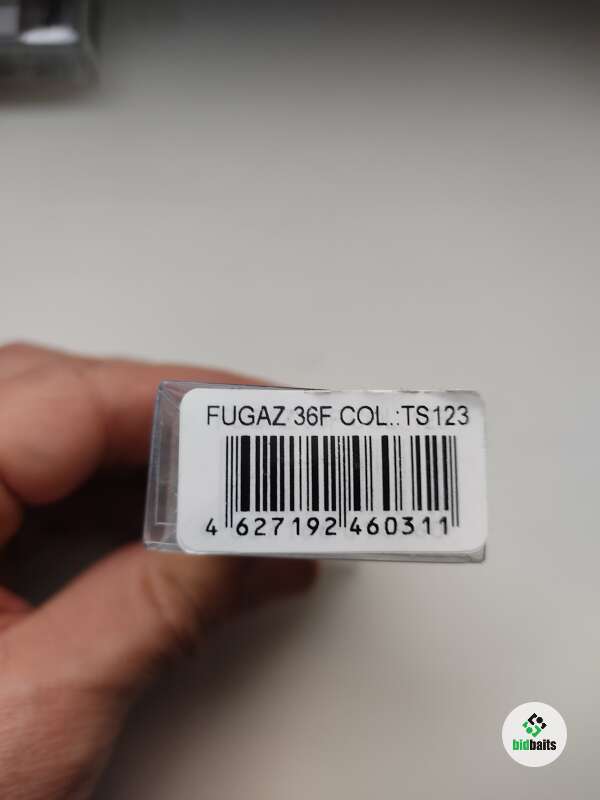 FUGAZ 36F COL.:TS123
4 627192 460311
bidbaits